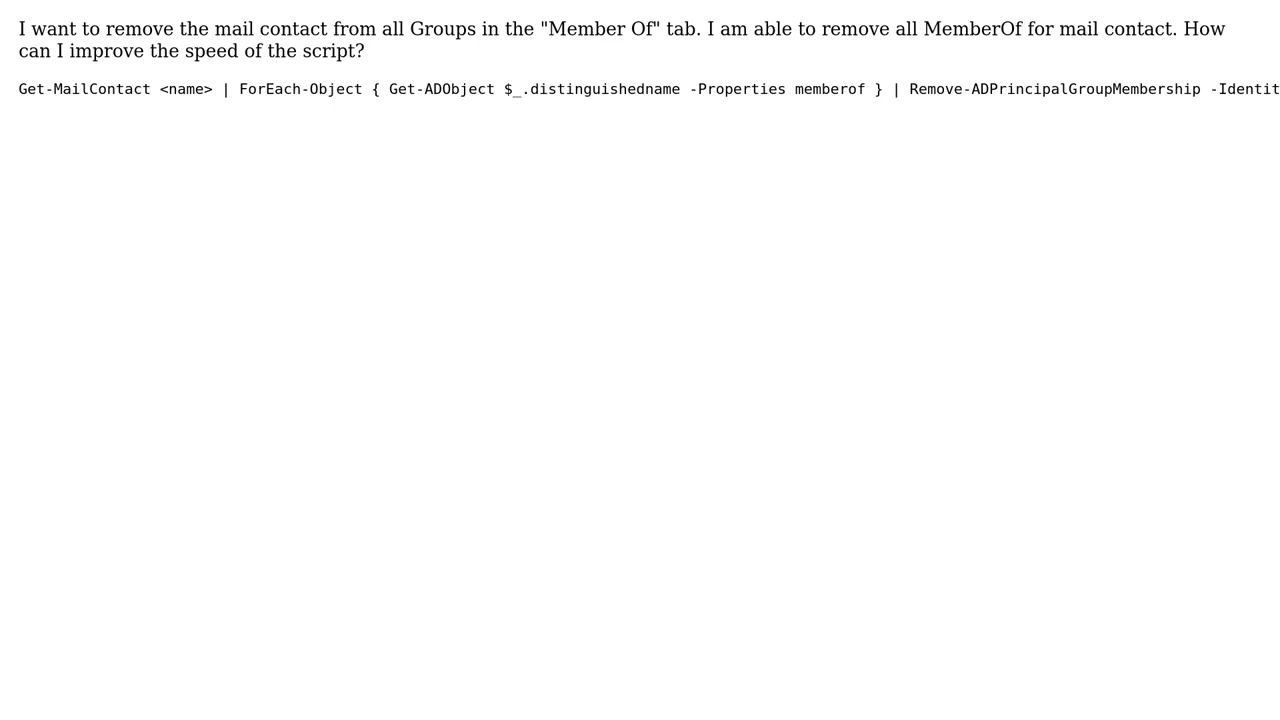 I want to remove the mail contact from all Groups in the "Member Of" tab. I am able to remove all MemberOf for mail contact. How
can I improve the speed of the script?
Get-MailContact <name> | ForEach-Object { Get-ADObject $_.distinguishedname -Properties memberof } | Remove-ADPrincipalGroupMembership -Identit